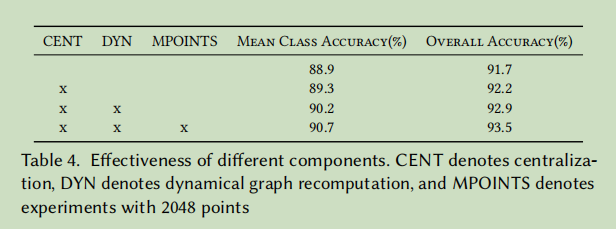 CENT DYN MPOINTS MEAN CLASS ACCURACY(%) OVERALL ACCURACY(%)
88.9 91.7
x 89.3 92.2
x x 90.2 92.9
x x x 90.7 93.5
Table 4. Effectiveness of different components. CENT denotes centraliza-
tion, DYN denotes dynamical graph recomputation, and MPOINTS denotes
experiments with 2048 points